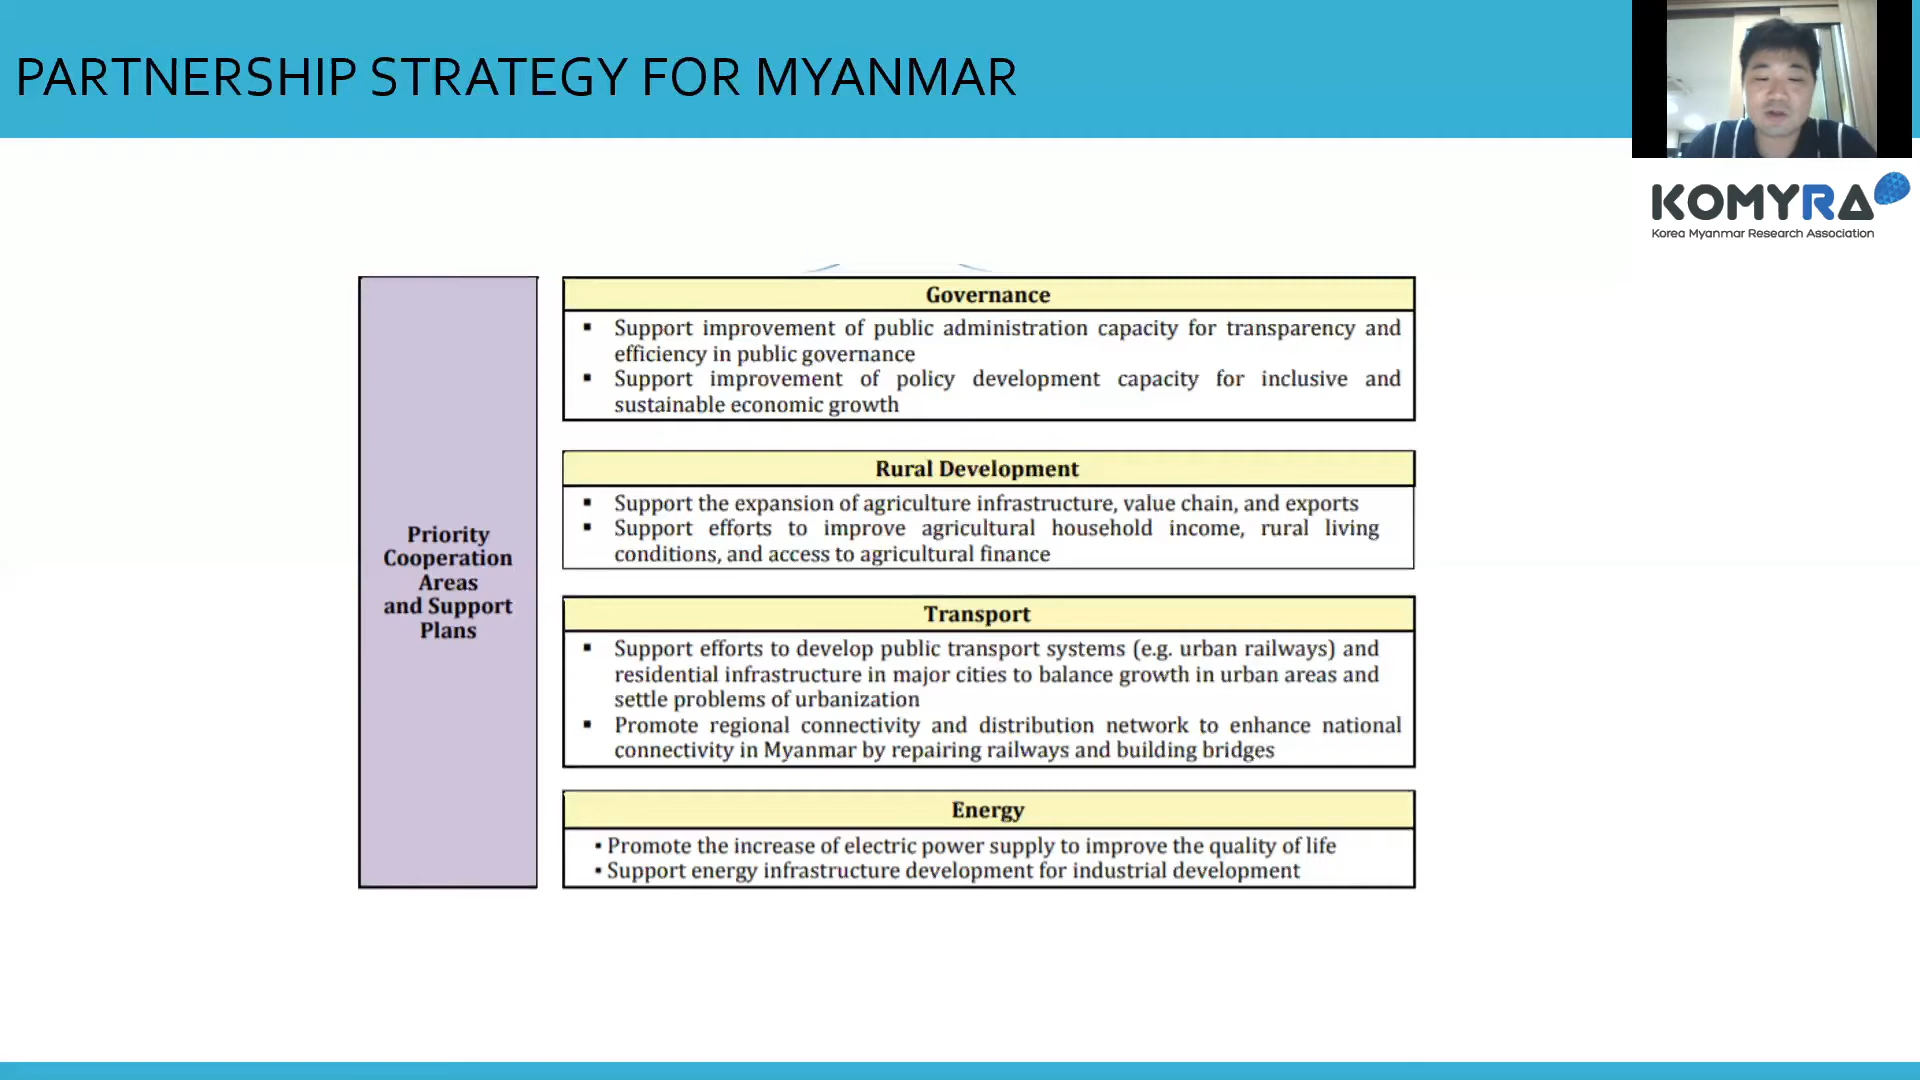 PARTNERSHIP STRATEGY FOR MYANMAR
KOMYRA
Korea Myanmar Research Association
Priority
Cooperation
Areas
and Support
Plans
Governance
▪ Support improvement of public administration capacity for transparency and
efficiency in public governance
▪ Support improvement of policy development capacity for inclusive and
sustainable economic growth
Rural Development
▪ Support the expansion of agriculture infrastructure, value chain, and exports
▪ Support efforts to improve agricultural household income, rural living
conditions, and access to agricultural finance
Transport
▪ Support efforts to develop public transport systems (e.g. urban railways) and
residential infrastructure in major cities to balance growth in urban areas and
settle problems of urbanization
▪ Promote regional connectivity and distribution network to enhance national
connectivity in Myanmar by repairing railways and building bridges
Energy
▪ Promote the increase of electric power supply to improve the quality of life
▪ Support energy infrastructure development for industrial development